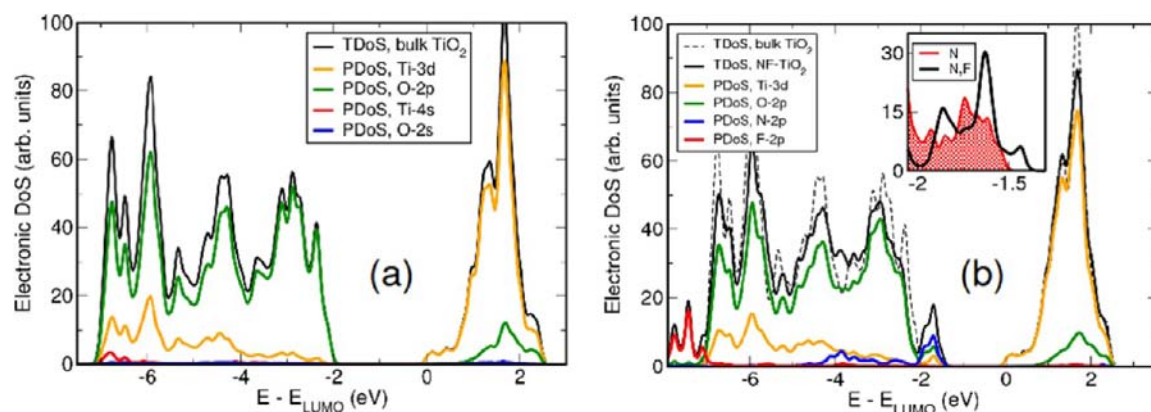 100
80
60
40
20
0
Electronic DoS (arb. units)
TDoS, bulk TiO2
PDoS, Ti-3d
PDoS, O-2p
PDoS, Ti-4s
PDoS, O-2s
(a)
-6
-4
-2
0
2
E - ELUMO (eV)
100
80
60
40
20
0
Electronic DoS (arb. units)
TDoS, bulk TiO2
TDoS, NF-TiO2
PDoS, Ti-3d
PDoS, O-2p
PDoS, N-2p
PDoS, F-2p
30
15
0
N
N,F
-2
-1.5
(b)
-6
-4
-2
0
2
E - ELUMO (eV)